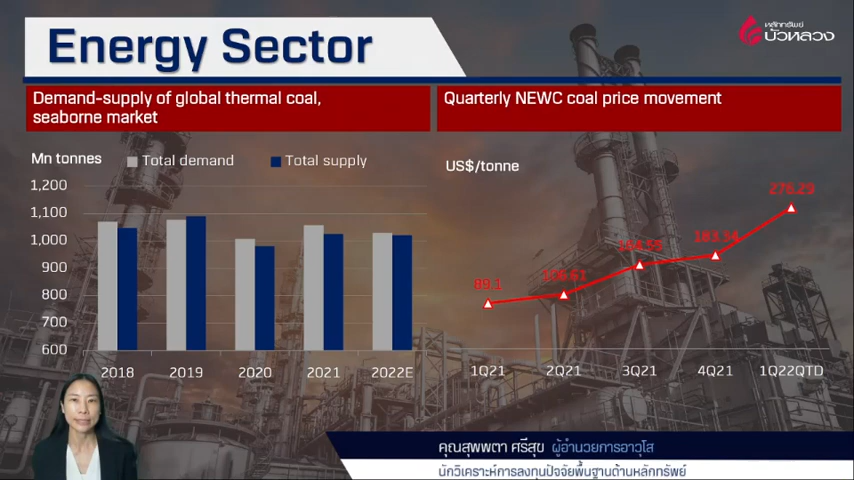 Energy Sector
หลักทรัพย์
บัวหลวง
Demand-supply of global thermal coal,
seaborne market
Quarterly NEWC coal price movement
Mn tonnes
Total demand
Total supply
US$/tonne
1,200
1,100
1,000
900
800
700
600
2018
2019
2020
2021
2022E
89.1
183.34
276.29
1Q21
2Q21
3Q21
4Q21
1Q22QTD
คุณสุพพตา ศรีสุข ผู้อำนวยการอาวุโส
นักวิเคราะห์การลงทุนปัจจัยพื้นฐานด้านหลักทรัพย์